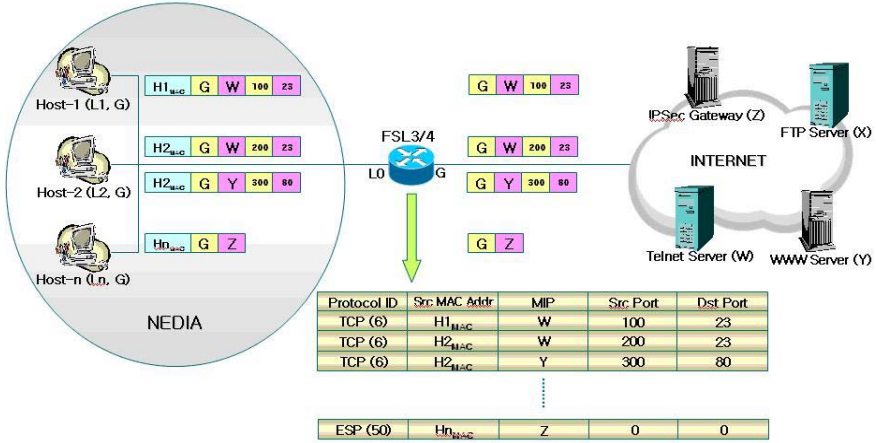 Host-1 (L1, G)
H1MAC G W 100 23
G W 100 23
IPSec Gateway (Z)
FTP Server (X)
FSL3/4
Host-2 (L2, G)
H2MAC G W 200 23
H2MAC G Y 300 80
L0
G
G W 200 23
G Y 300 80
INTERNET
Host-n (Ln, G)
HnMAC G Z
G Z
Telnet Server (W)
WWW Server (Y)
NEDIA
Protocol ID Src MAC Addr MIP Src Port Dst Port
TCP (6) H1MAC W 100 23
TCP (6) H2MAC W 200 23
TCP (6) H2MAC Y 300 80
ESP (50) HnMAC Z 0 0